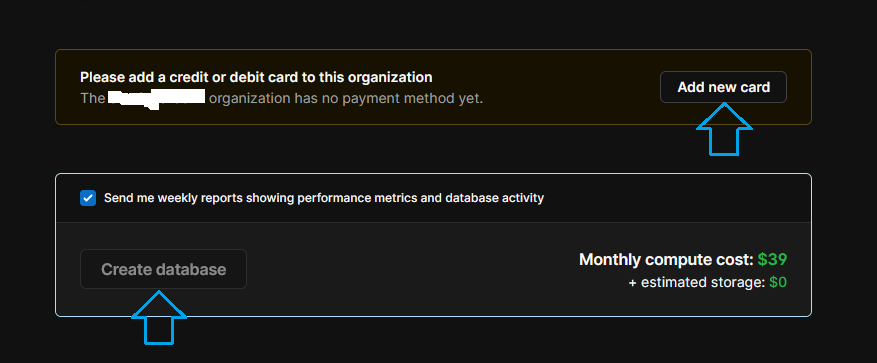 Please add a credit or debit card to this organization
The organization has no payment method yet.
Add new card
Send me weekly reports showing performance metrics and database activity
Create database
Monthly compute cost: $39
+ estimated storage: $0